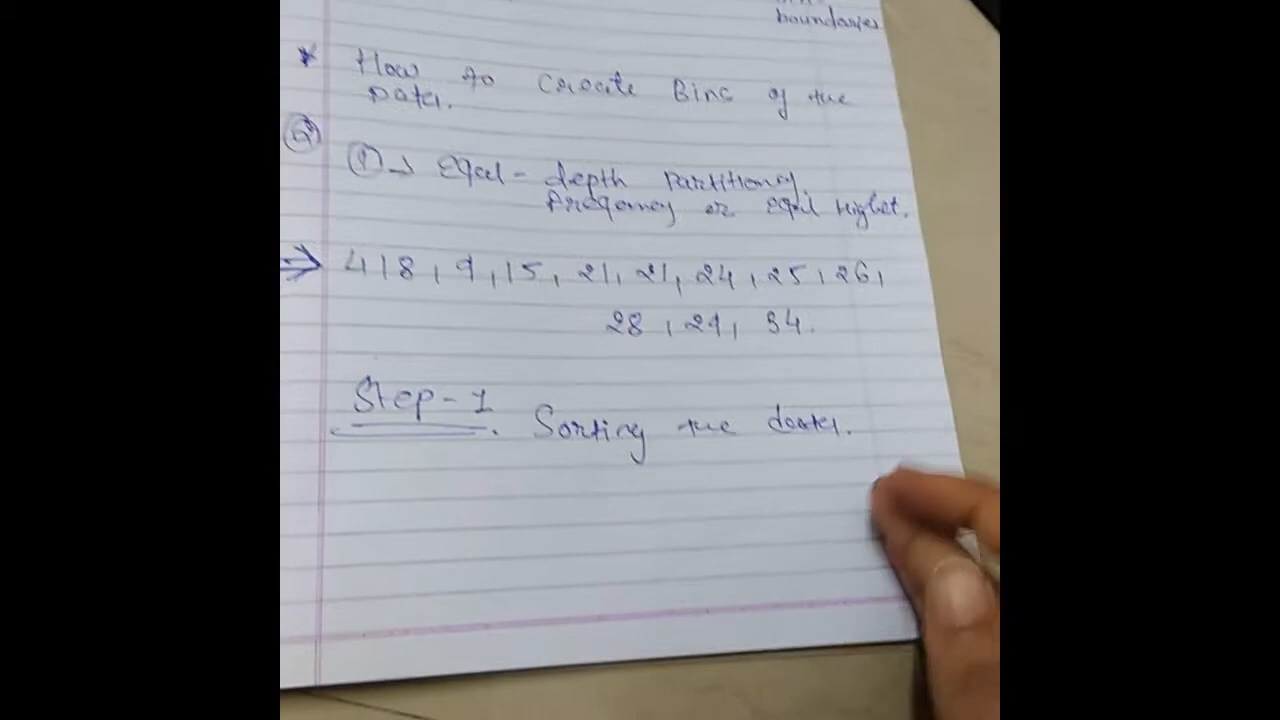 boundaries
* How to create Bins of the
Data.
Q
① → Equal - depth Partitioning
frequency or equal height.
⇒ 4, 8, 9, 15, 21, 21, 24, 25, 26,
28, 29, 34.
Step-1. Sorting the data.